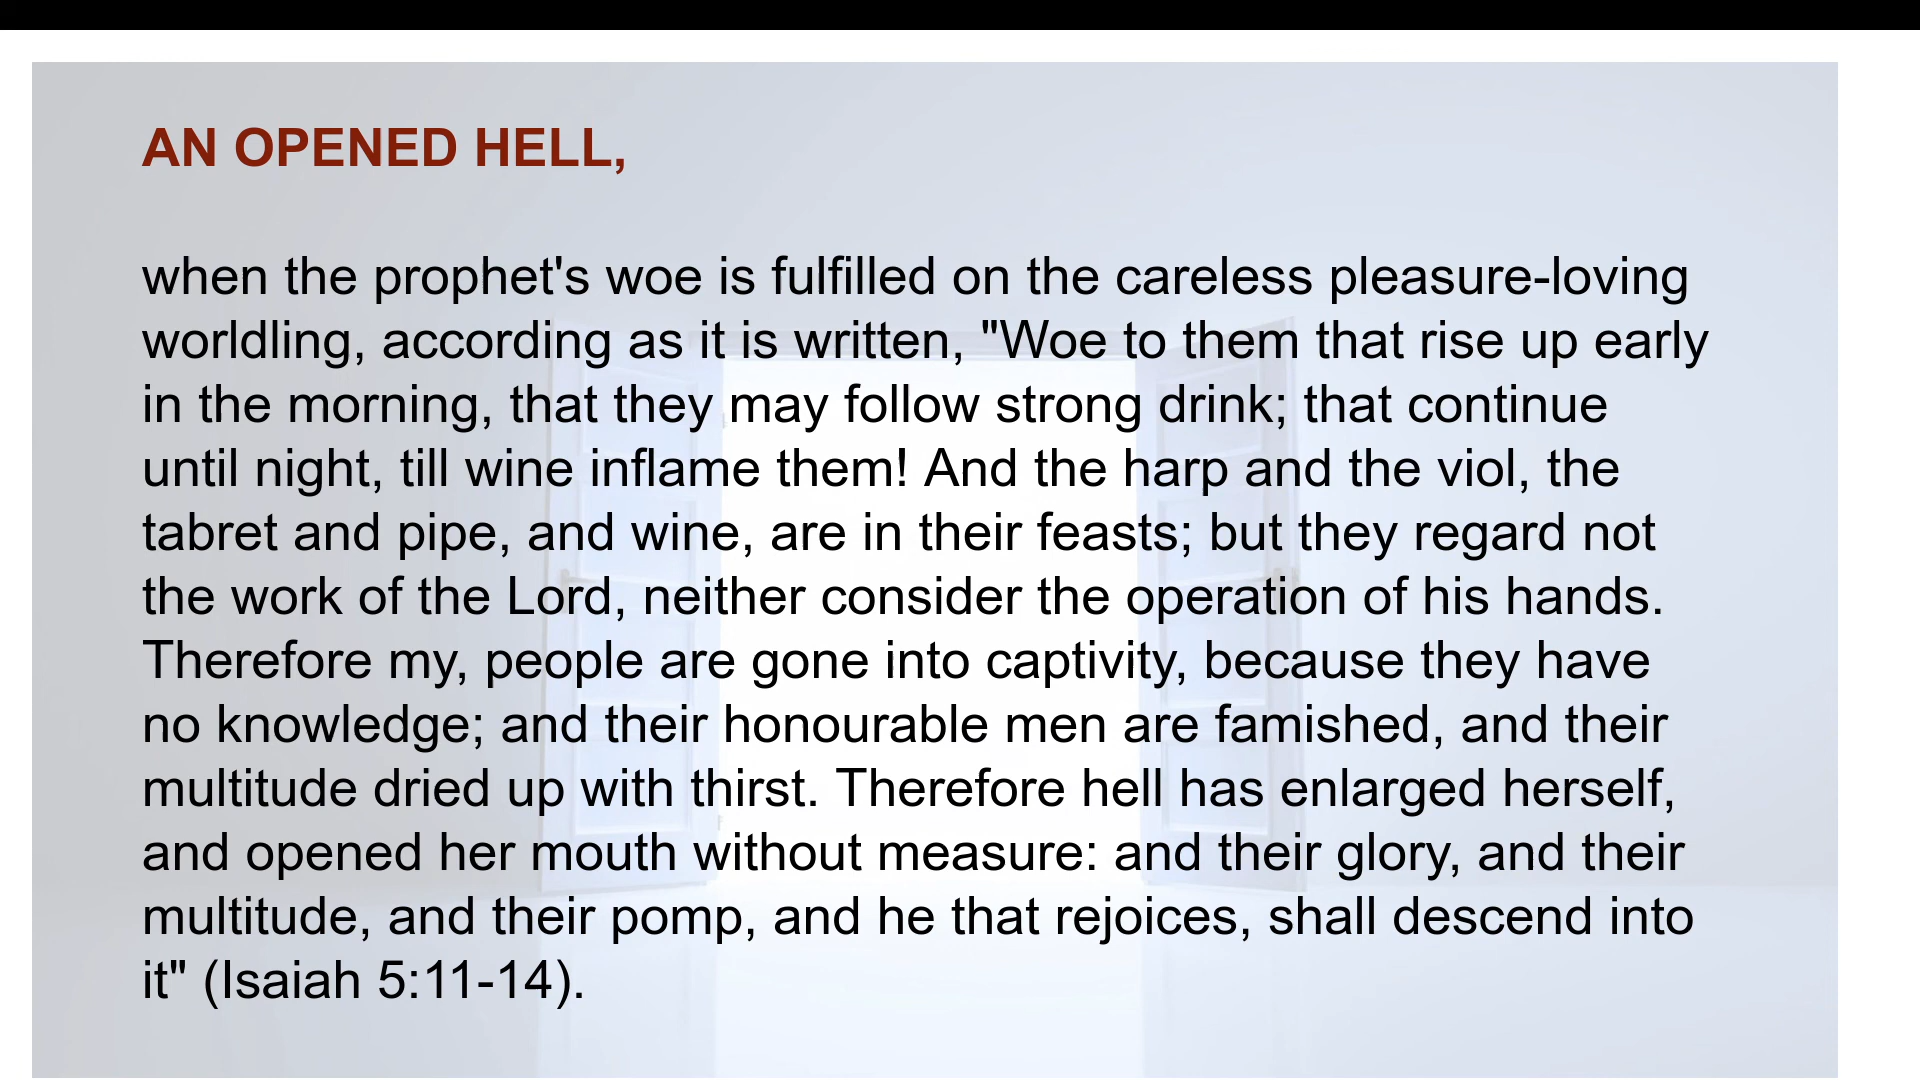 AN OPENED HELL,
when the prophet's woe is fulfilled on the careless pleasure-loving
worldling, according as it is written, "Woe to them that rise up early
in the morning, that they may follow strong drink; that continue
until night, till wine inflame them! And the harp and the viol, the
tabret and pipe, and wine, are in their feasts; but they regard not
the work of the Lord, neither consider the operation of his hands.
Therefore my, people are gone into captivity, because they have
no knowledge; and their honourable men are famished, and their
multitude dried up with thirst. Therefore hell has enlarged herself,
and opened her mouth without measure: and their glory, and their
multitude, and their pomp, and he that rejoices, shall descend into
it" (Isaiah 5:11-14).